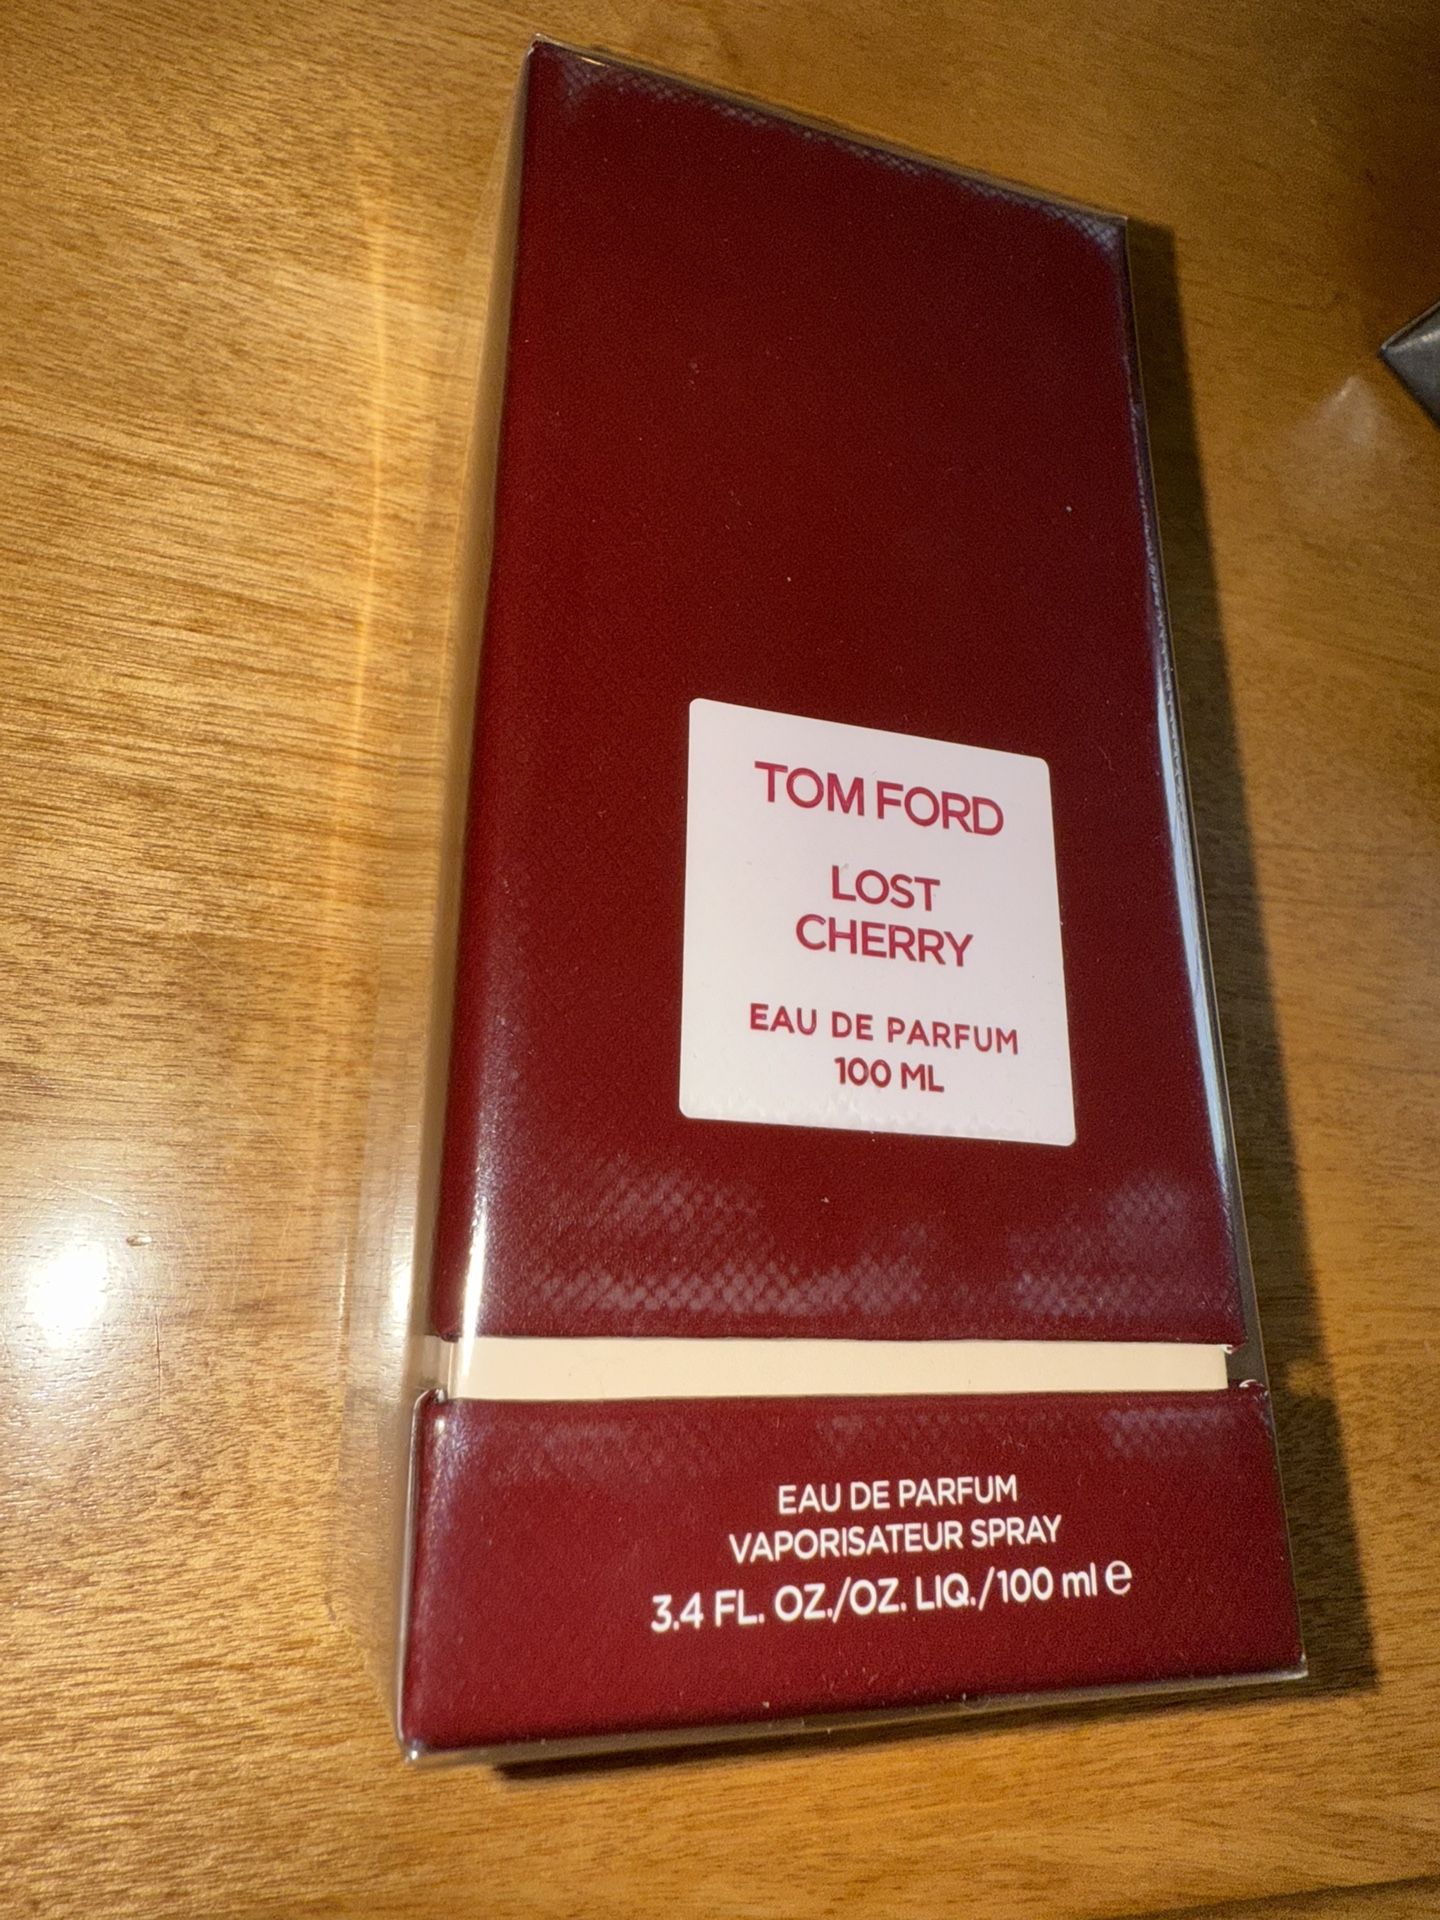 TOM FORD
LOST
CHERRY
EAU DE PARFUM
100 ML
EAU DE PARFUM
VAPORISATEUR SPRAY
3.4 FL. OZ./OZ. LIQ./100 ml ℮